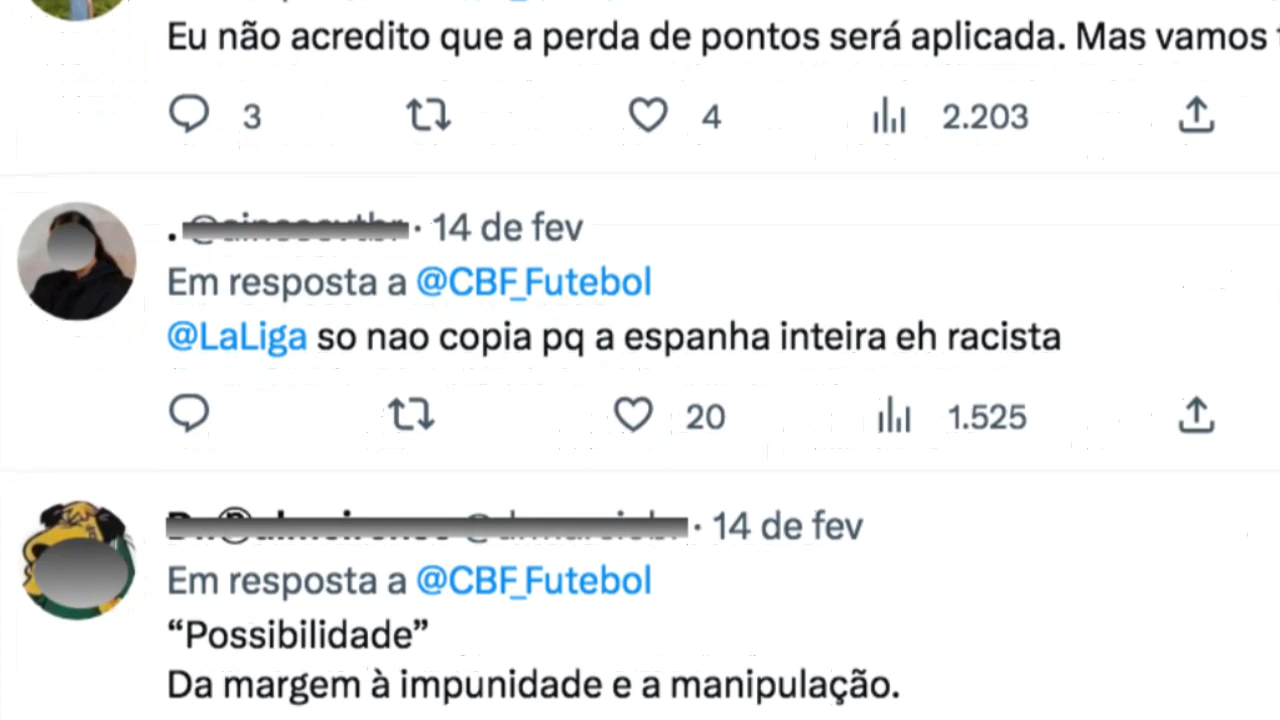 Eu não acredito que a perda de pontos será aplicada. Mas vamos
3 4 2.203
. · 14 de fev
Em resposta a @CBF_Futebol
@LaLiga so nao copia pq a espanha inteira eh racista
20 1.525
· 14 de fev
Em resposta a @CBF_Futebol
“Possibilidade”
Da margem à impunidade e a manipulação.